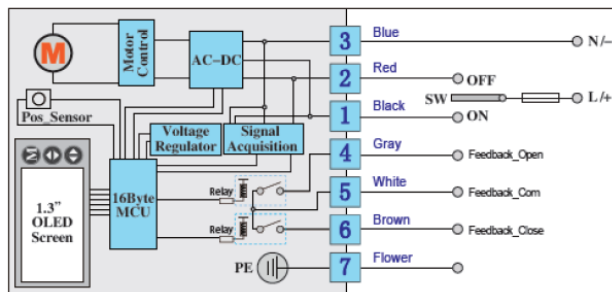 M
Motor
Control
AC-DC
Pos_Sensor
Voltage
Regulator
Signal
Acquisition
1.3”
OLED
Screen
16Byte
MCU
Relay
Relay
PE
3 Blue N/-
2 Red OFF
SW L/+
1 Black ON
4 Gray Feedback_Open
5 White Feedback_Com
6 Brown Feedback_Close
7 Flower